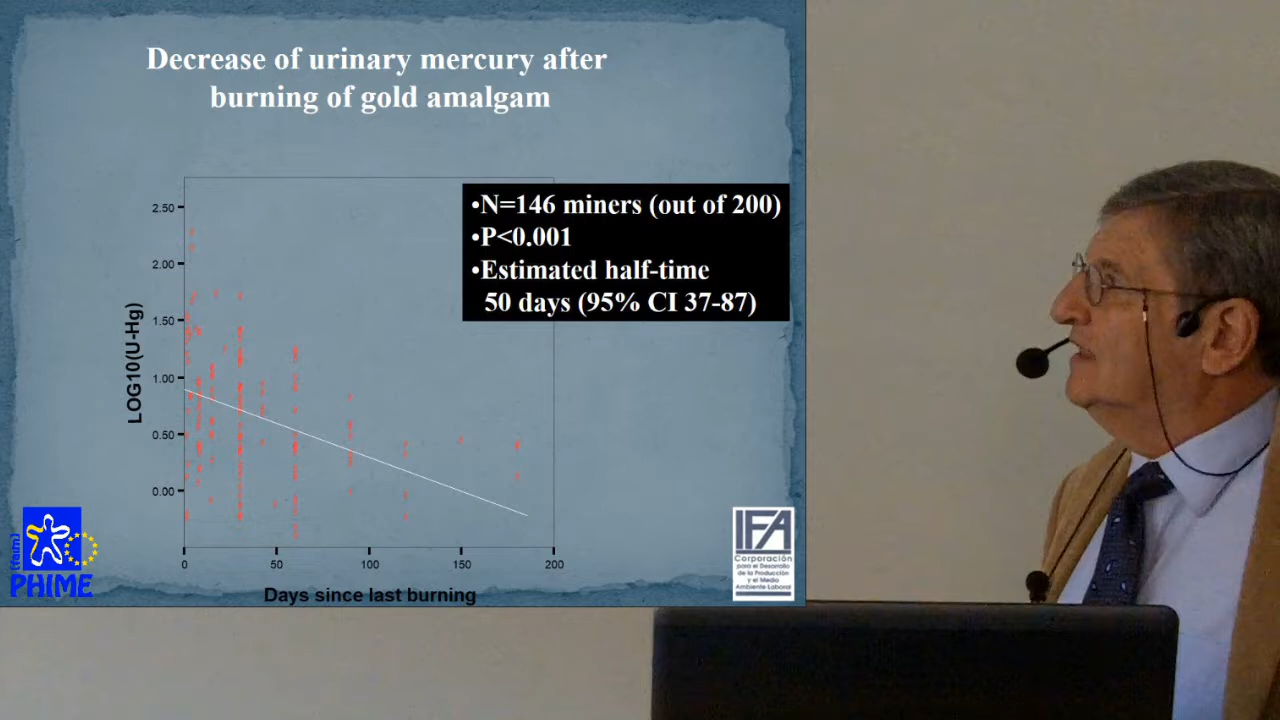 Decrease of urinary mercury after
burning of gold amalgam
•N=146 miners (out of 200)
•P<0.001
•Estimated half-time
50 days (95% CI 37-87)
LOG10(U-Hg)
2.50
2.00
1.50
1.00
0.50
0.00
0 50 100 150 200
Days since last burning
PHIME
IFA
Corporación
para el Desarrollo
de la Producción
y el Medio
Ambiente Laboral